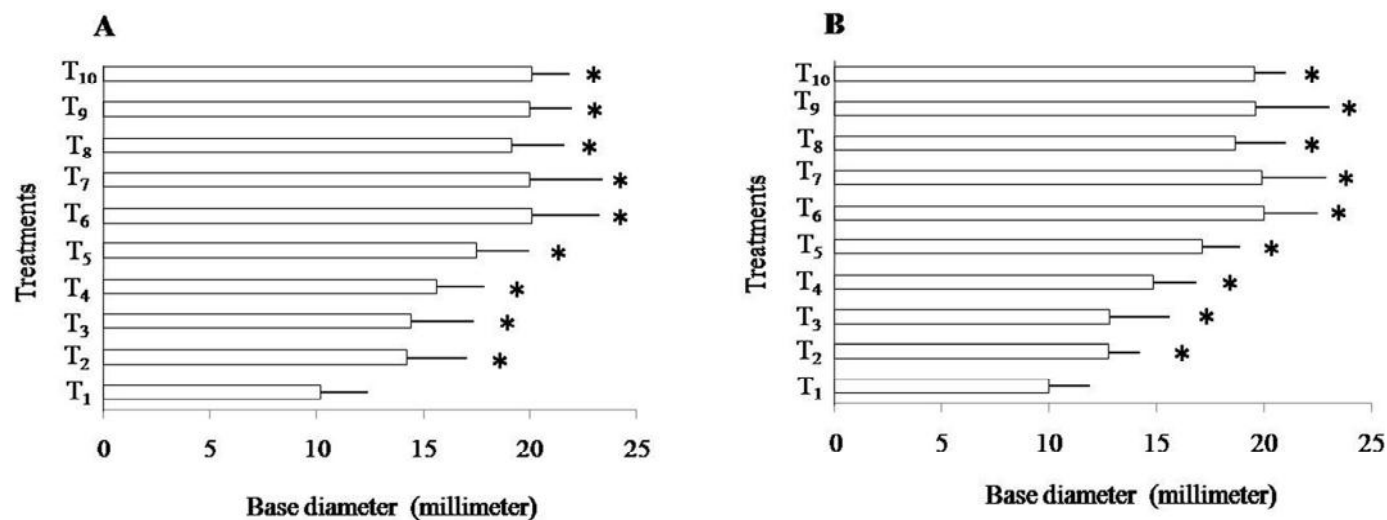 A
T10 *
T9 *
T8 *
T7 *
T6 *
T5 *
T4 *
T3 *
T2 *
T1
Treatments
0 5 10 15 20 25
Base diameter (millimeter)
B
T10 *
T9 *
T8 *
T7 *
T6 *
T5 *
T4 *
T3 *
T2 *
T1
Treatments
0 5 10 15 20 25
Base diameter (millimeter)